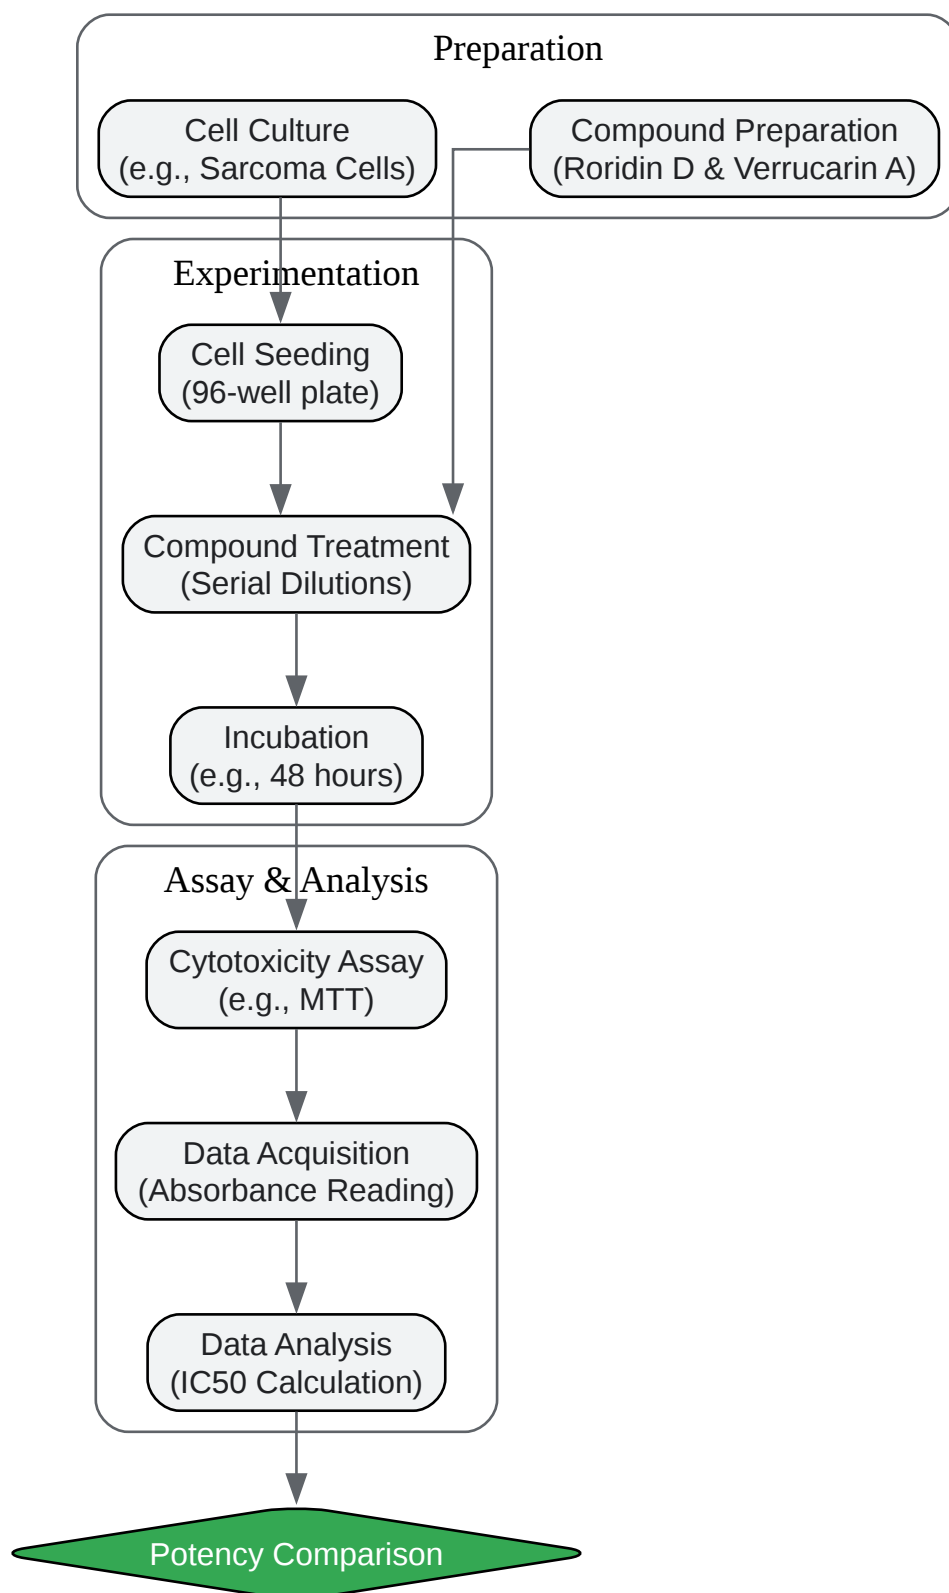 Preparation
Cell Culture
(e.g., Sarcoma Cells)
Compound Preparation
(Roridin D & Verrucarin A)
Experimentation
Cell Seeding
(96-well plate)
Compound Treatment
(Serial Dilutions)
Incubation
(e.g., 48 hours)
Assay & Analysis
Cytotoxicity Assay
(e.g., MTT)
Data Acquisition
(Absorbance Reading)
Data Analysis
(IC50 Calculation)
Potency Comparison